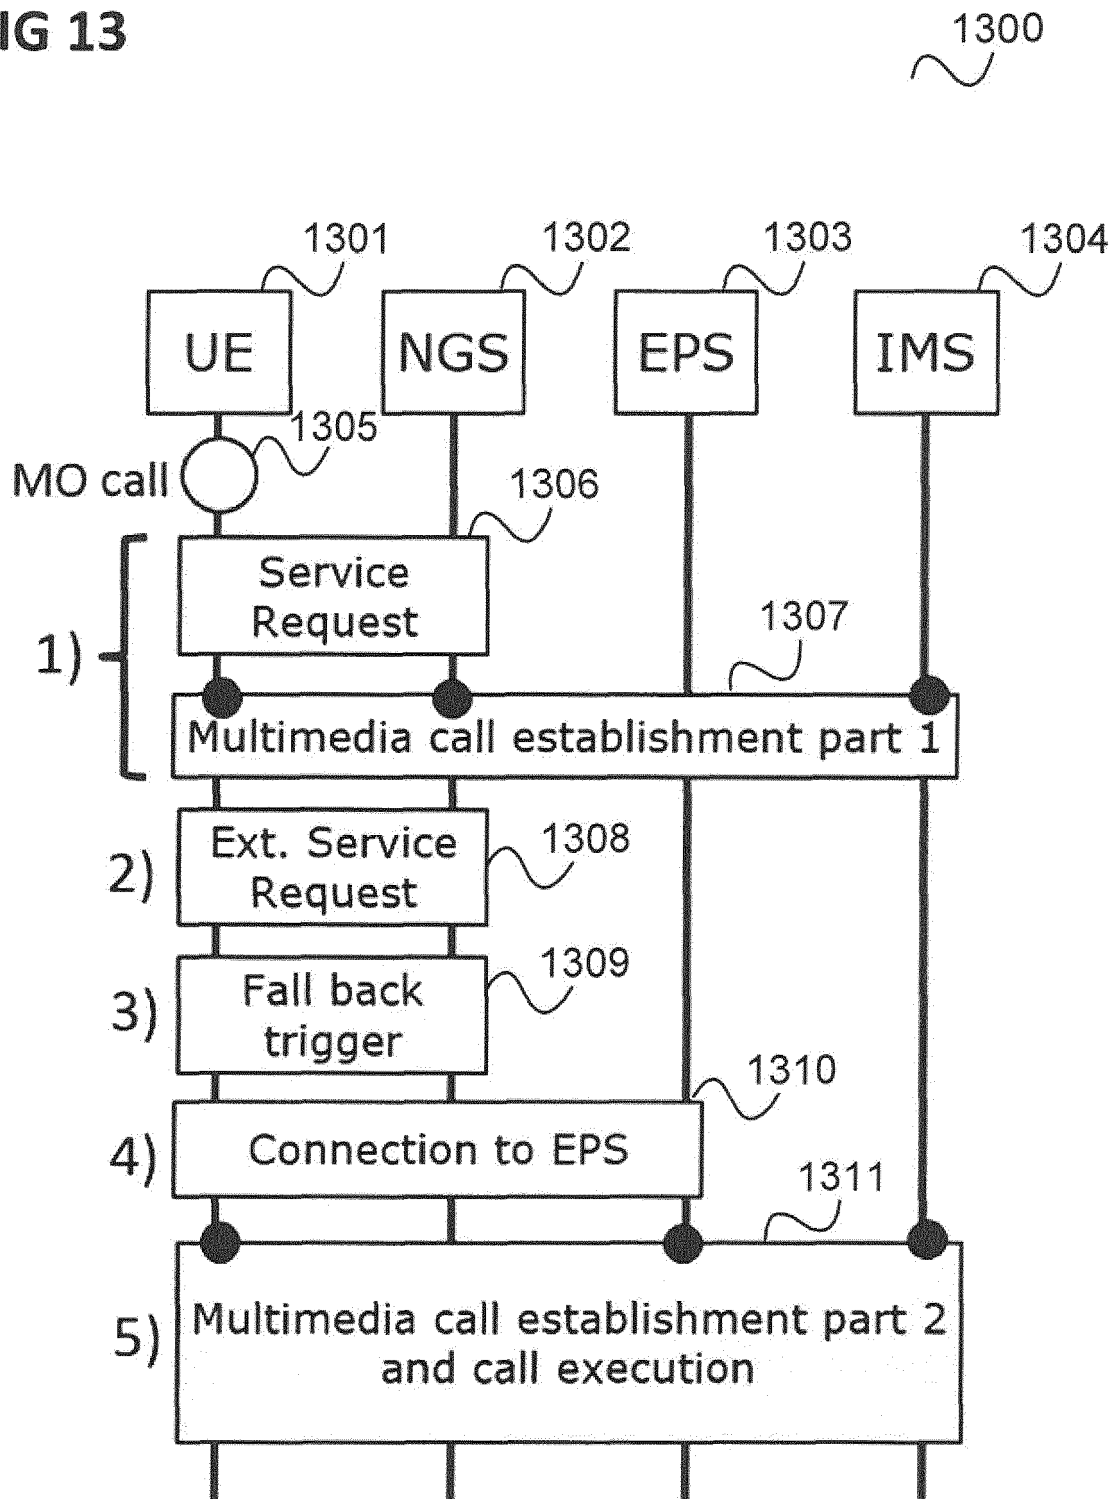 IG 13
1300
1301
1302
1303
1304
UE
NGS
EPS
IMS
1305
MO call
1306
Service
Request
1)
1307
Multimedia call establishment part 1
2)
Ext. Service
Request
1308
3)
Fall back
trigger
1309
1310
4)
Connection to EPS
1311
5)
Multimedia call establishment part 2
and call execution